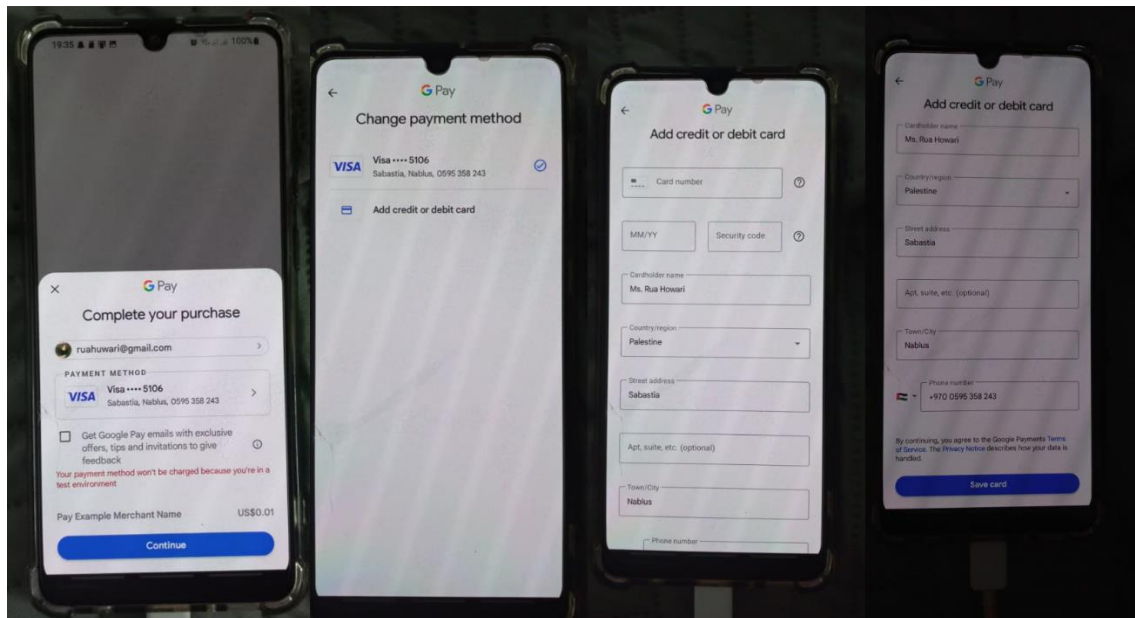 19:35
100%
G Pay
Complete your purchase
ruahuwari@gmail.com
PAYMENT METHOD
VISA
Visa •••• 5106
Sabastia, Nablus, 0595 358 243
Get Google Pay emails with exclusive
offers, tips and invitations to give
feedback
Your payment method won't be charged because you're in a
test environment
Pay Example Merchant Name
US$0.01
Continue
G Pay
Change payment method
VISA
Visa •••• 5106
Sabastia, Nablus, 0595 358 243
Add credit or debit card
G Pay
Add credit or debit card
Card number
MM/YY
Security code
Cardholder name
Ms. Rua Howari
Country/region
Palestine
Street address
Sabastia
Apt, suite, etc. (optional)
Town/City
Nablus
Phone number
G Pay
Add credit or debit card
Cardholder name
Ms. Rua Howari
Country/region
Palestine
Street address
Sabastia
Apt, suite, etc. (optional)
Town/City
Nablus
Phone number
+970 0595 358 243
By continuing, you agree to the Google Payments Terms
of Service. The Privacy Notice describes how your data is
handled.
Save card